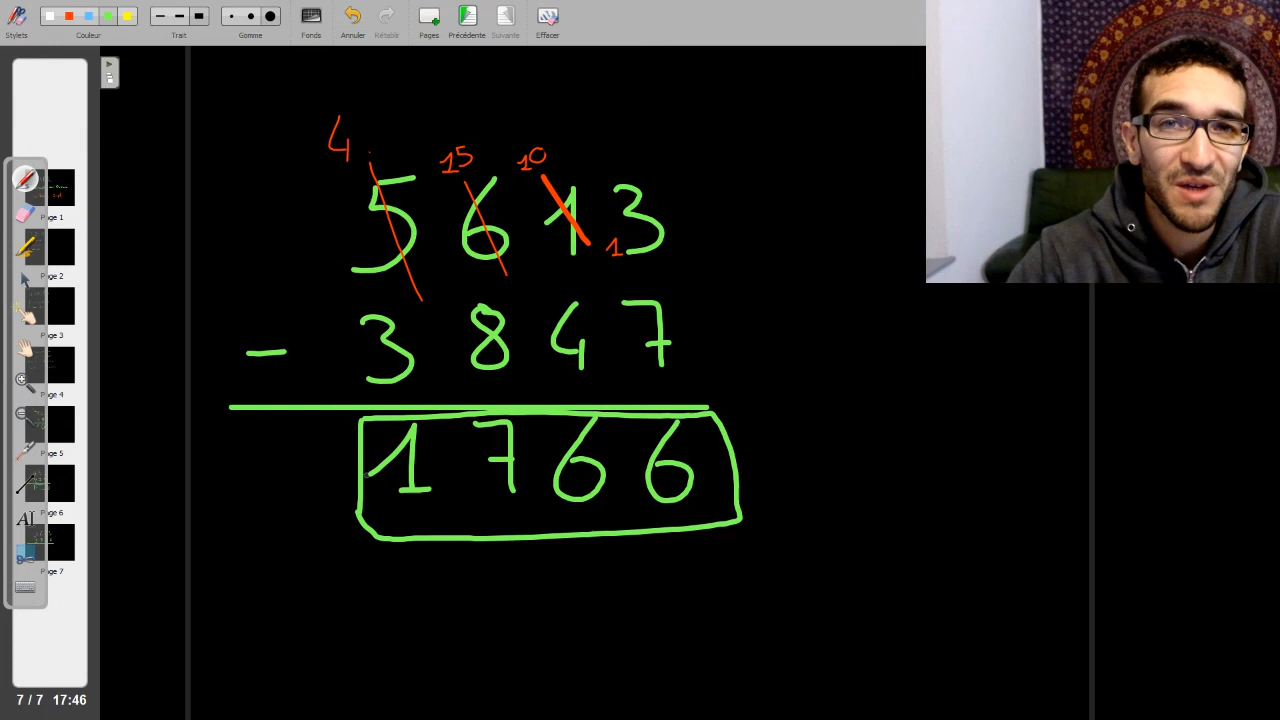 Stylets Couleur Trait Gomme Fonds Annuler Rétablir Pages Précédente Suivante Effacer
4 15 10
5 6 1 1 3
- 3 8 4 7
1 7 6 6
Page 1
Page 2
Page 3
Page 4
Page 5
Page 6
Page 7
AI
7 / 7 17:46